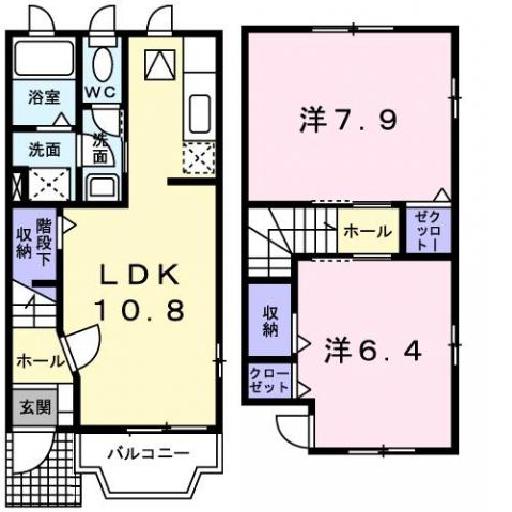 浴室
WC
洗面
洗面
階段下
収納
LDK
10.8
ホール
玄関
バルコニー
洋7.9
ホール
クロー
ゼット
収納
洋6.4
クロー
ゼット